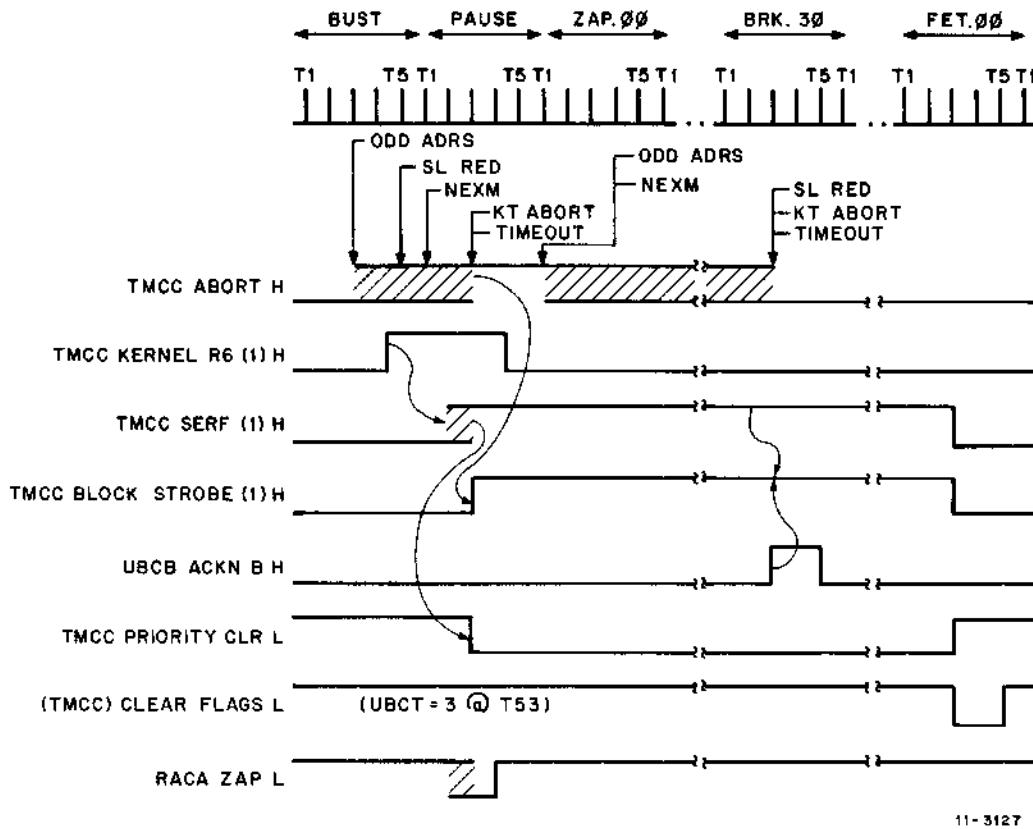 BUST PAUSE ZAP.ØØ BRK.3Ø FET.ØØ
T1 T5 T1 T5 T1 T5 T1 T1 T5 T1 T1 T5 T1
ODD ADRS
SL RED
NEXM
KT ABORT
TIMEOUT
ODD ADRS
NEXM
SL RED
KT ABORT
TIMEOUT
TMCC ABORT H
TMCC KERNEL R6 (1) H
TMCC SERF (1) H
TMCC BLOCK STROBE (1) H
UBCB ACKN B H
TMCC PRIORITY CLR L
(TMCC) CLEAR FLAGS L (UBCT = 3 @ T53)
RACA ZAP L
11-3127